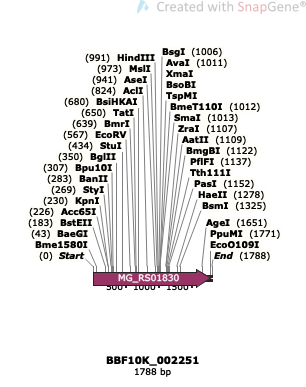 Created with SnapGene®
BsgI (1006)
(991) HindIII
AvaI (1011)
(973) MslI
XmaI
(941) AseI
BsoBI
(824) AclI
TspMI
(680) BsiHKAI
BmeT110I (1012)
(650) TatI
SmaI (1013)
(639) BmrI
ZraI (1107)
(567) EcoRV
AatII (1109)
(434) StuI
BmgBI (1122)
(350) BglII
PflFI (1137)
(307) Bpu10I
Tth111I
(283) BanII
PasI (1152)
(269) StyI
HaeII (1278)
(230) KpnI
BsmI (1325)
(226) Acc65I
(183) BstEII
AgeI (1651)
(43) BaeGI
PpuMI (1771)
Bme1580I
EcoO109I
(0) Start
End (1788)
MG_RS01830
500 1000 1500
BBF10K_002251
1788 bp